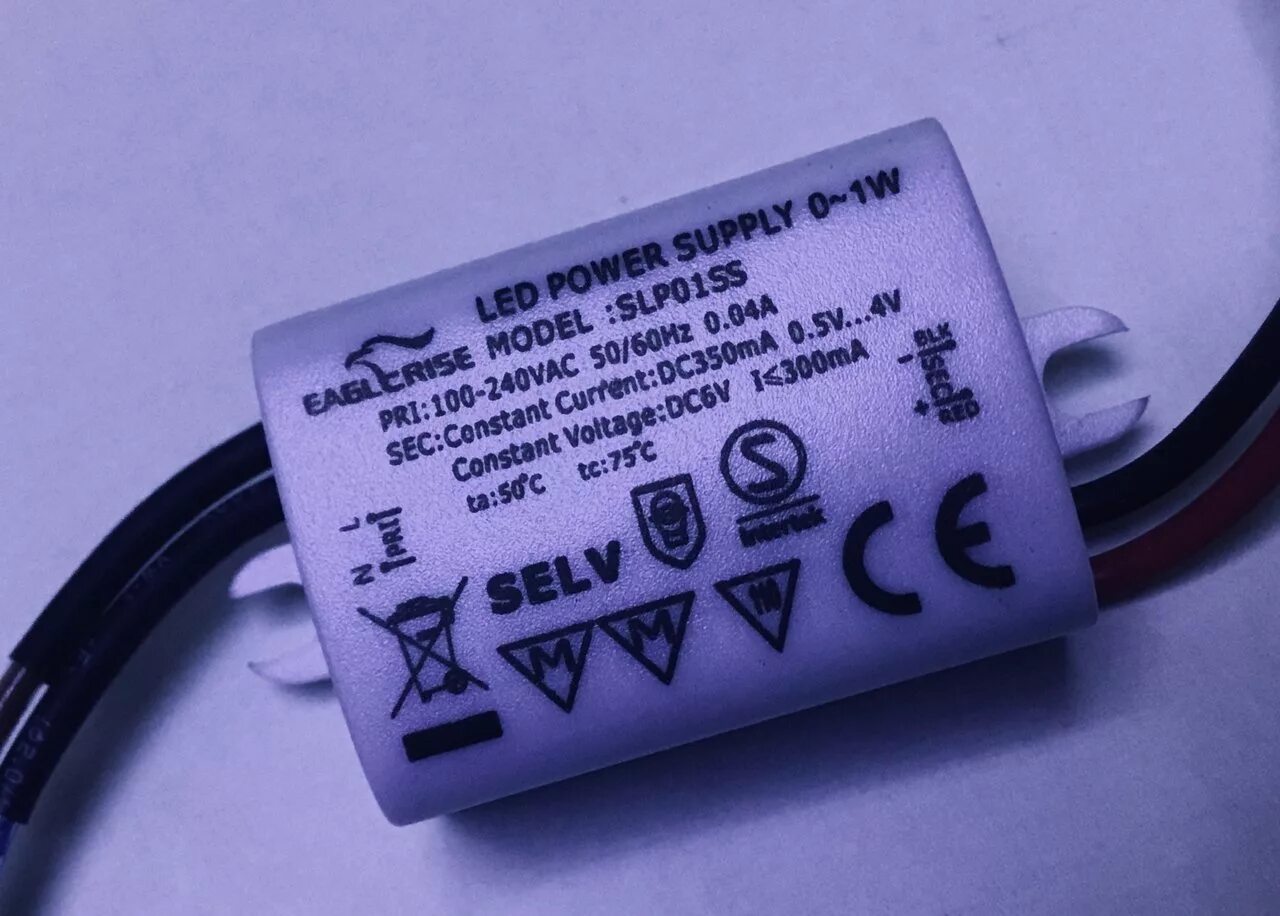 LED POWER SUPPLY 0~1W
EAGLERISE MODEL :SLP01SS
PRI:100-240VAC 50/60Hz 0.04A
SEC:Constant Current:DC350mA 0.5V...4V
Constant Voltage:DC6V I≤300mA
ta:50°C tc:75°C
L
N
PRI
- BLK
SEC
+ RED
SELV
S
Intertek
M M
CE